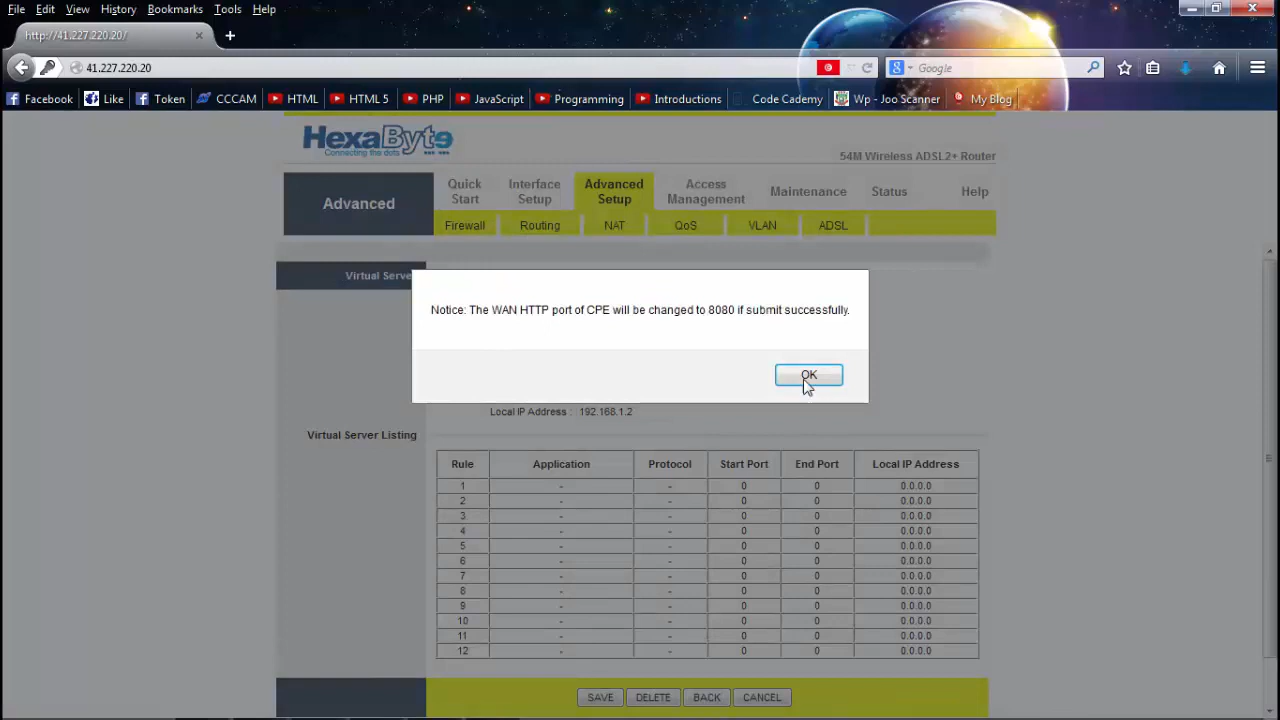 File Edit View History Bookmarks Tools Help
http://41.227.220.20/
41.227.220.20
Google
Facebook Like Token CCCAM HTML HTML 5 PHP JavaScript Programming Introductions Code Cademy Wp - Joo Scanner My Blog
HexaByte
Connecting the dots
54M Wireless ADSL2+ Router
Advanced
Quick Start
Interface Setup
Advanced Setup
Access Management
Maintenance
Status
Help
Firewall Routing NAT QoS VLAN ADSL
Virtual Serve
Notice: The WAN HTTP port of CPE will be changed to 8080 if submit successfully.
OK
Local IP Address : 192.168.1.2
Virtual Server Listing
Rule Application Protocol Start Port End Port Local IP Address
1 - - 0 0 0.0.0.0
2 - - 0 0 0.0.0.0
3 - - 0 0 0.0.0.0
4 - - 0 0 0.0.0.0
5 - - 0 0 0.0.0.0
6 - - 0 0 0.0.0.0
7 - - 0 0 0.0.0.0
8 - - 0 0 0.0.0.0
9 - - 0 0 0.0.0.0
10 - - 0 0 0.0.0.0
11 - - 0 0 0.0.0.0
12 - - 0 0 0.0.0.0
SAVE DELETE BACK CANCEL